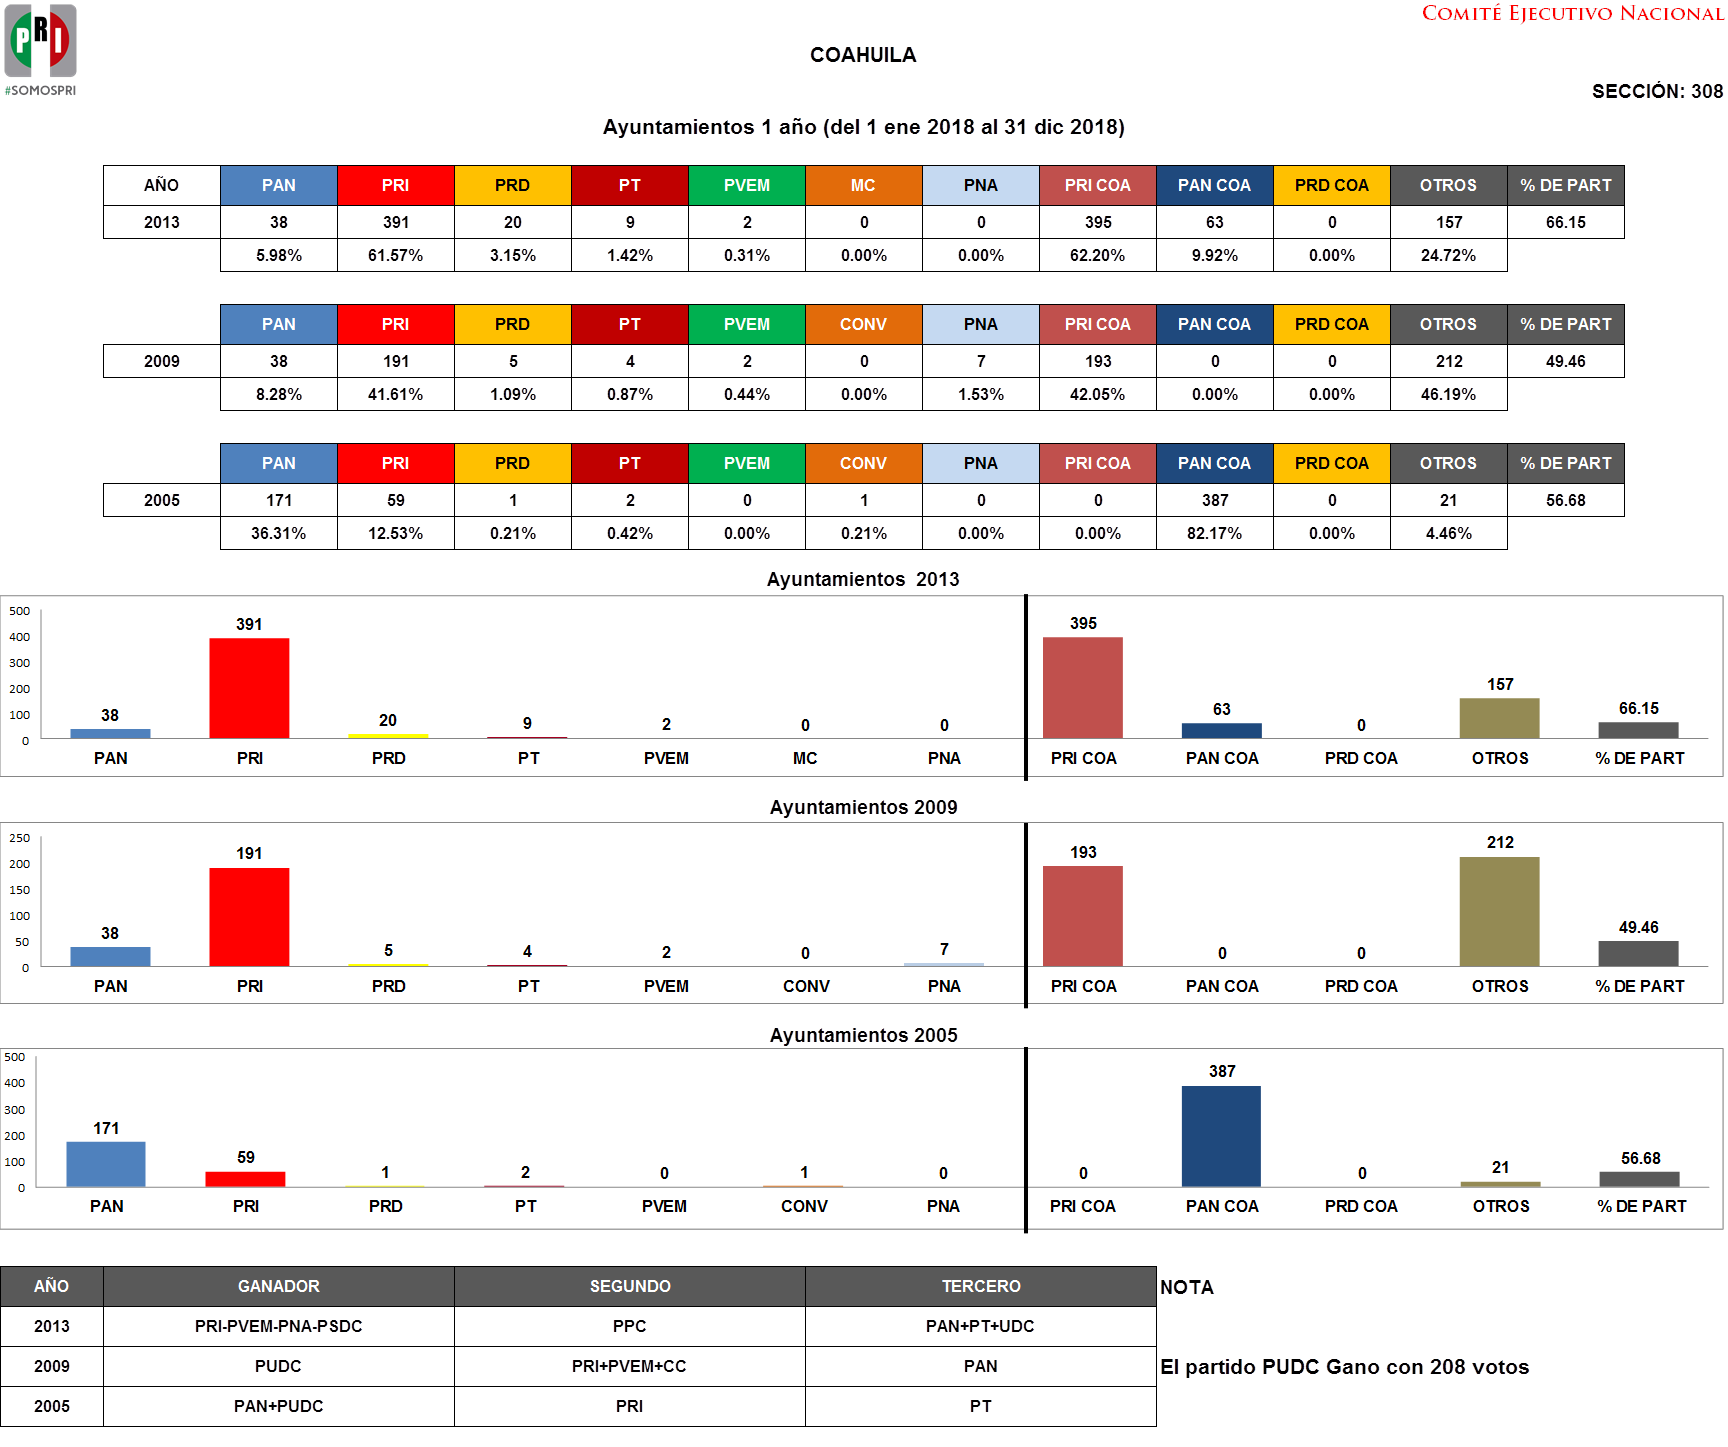 PRI
#SOMOSPRI
COMITÉ EJECUTIVO NACIONAL
COAHUILA
SECCIÓN: 308
Ayuntamientos 1 año (del 1 ene 2018 al 31 dic 2018)
AÑO PAN PRI PRD PT PVEM MC PNA PRI COA PAN COA PRD COA OTROS % DE PART
2013 38 391 20 9 2 0 0 395 63 0 157 66.15
5.98% 61.57% 3.15% 1.42% 0.31% 0.00% 0.00% 62.20% 9.92% 0.00% 24.72%
PAN PRI PRD PT PVEM CONV PNA PRI COA PAN COA PRD COA OTROS % DE PART
2009 38 191 5 4 2 0 7 193 0 0 212 49.46
8.28% 41.61% 1.09% 0.87% 0.44% 0.00% 1.53% 42.05% 0.00% 0.00% 46.19%
PAN PRI PRD PT PVEM CONV PNA PRI COA PAN COA PRD COA OTROS % DE PART
2005 171 59 1 2 0 1 0 0 387 0 21 56.68
36.31% 12.53% 0.21% 0.42% 0.00% 0.21% 0.00% 0.00% 82.17% 0.00% 4.46%
Ayuntamientos 2013
500
400
300
200
100
0
38 391 20 9 2 0 0 395 63 0 157 66.15
PAN PRI PRD PT PVEM MC PNA PRI COA PAN COA PRD COA OTROS % DE PART
Ayuntamientos 2009
250
200
150
100
50
0
38 191 5 4 2 0 7 193 0 0 212 49.46
PAN PRI PRD PT PVEM CONV PNA PRI COA PAN COA PRD COA OTROS % DE PART
Ayuntamientos 2005
500
400
300
200
100
0
171 59 1 2 0 1 0 0 387 0 21 56.68
PAN PRI PRD PT PVEM CONV PNA PRI COA PAN COA PRD COA OTROS % DE PART
AÑO GANADOR SEGUNDO TERCERO NOTA
2013 PRI-PVEM-PNA-PSDC PPC PAN+PT+UDC
2009 PUDC PRI+PVEM+CC PAN El partido PUDC Gano con 208 votos
2005 PAN+PUDC PRI PT